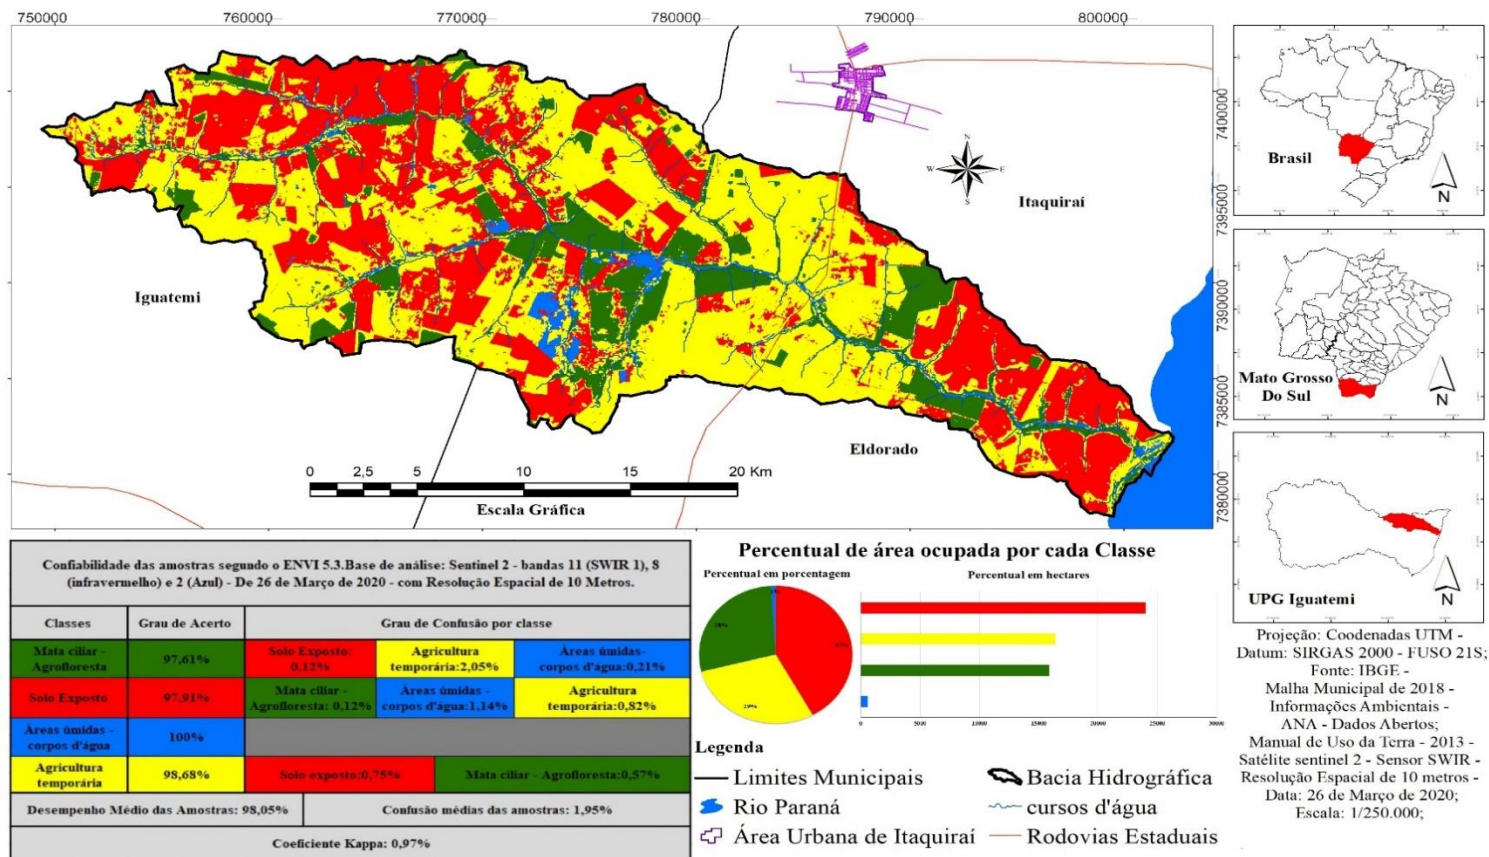 750000
760000
770000
780000
790000
800000
7400000
7395000
7390000
7385000
7380000
N
W
E
S
Itaquiraí
Iguatemi
Eldorado
0
2,5
5
10
15
20 Km
Escala Gráfica
Brasil
N
Mato Grosso
Do Sul
N
UPG Iguatemi
N
Projeção: Coodenadas UTM -
Datum: SIRGAS 2000 - FUSO 21S;
Fonte: IBGE -
Malha Municipal de 2018 -
Informações Ambientais -
ANA - Dados Abertos;
Manual de Uso da Terra - 2013 -
Satélite sentinel 2 - Sensor SWIR -
Resolução Espacial de 10 metros -
Data: 26 de Março de 2020;
Escala: 1/250.000;
Confiabilidade das amostras segundo o ENVI 5.3.Base de análise: Sentinel 2 - bandas 11 (SWIR 1), 8
(infravermelho) e 2 (Azul) - De 26 de Março de 2020 - com Resolução Espacial de 10 Metros.
Classes
Grau de Acerto
Grau de Confusão por classe
Mata ciliar -
Agrofloresta
97,61%
Solo Exposto:
0,12%
Agricultura
temporária:2,05%
Áreas úmidas-
corpos d'água:0,21%
Solo Exposto
97,91%
Mata ciliar -
Agrofloresta: 0,12%
Áreas úmidas -
corpos d'água:1,14%
Agricultura
temporária:0,82%
Áreas úmidas -
corpos d'água
100%
Agricultura
temporária
98,68%
Solo exposto:0,75%
Mata ciliar - Agrofloresta:0,57%
Desempenho Médio das Amostras: 98,05%
Confusão médias das amostras: 1,95%
Coeficiente Kappa: 0,97%
Percentual de área ocupada por cada Classe
Percentual em porcentagem
29%
Percentual em hectares
0
5000
10000
15000
20000
25000
30000
Legenda
Limites Municipais
Bacia Hidrográfica
Rio Paraná
cursos d'água
Área Urbana de Itaquiraí
Rodovias Estaduais